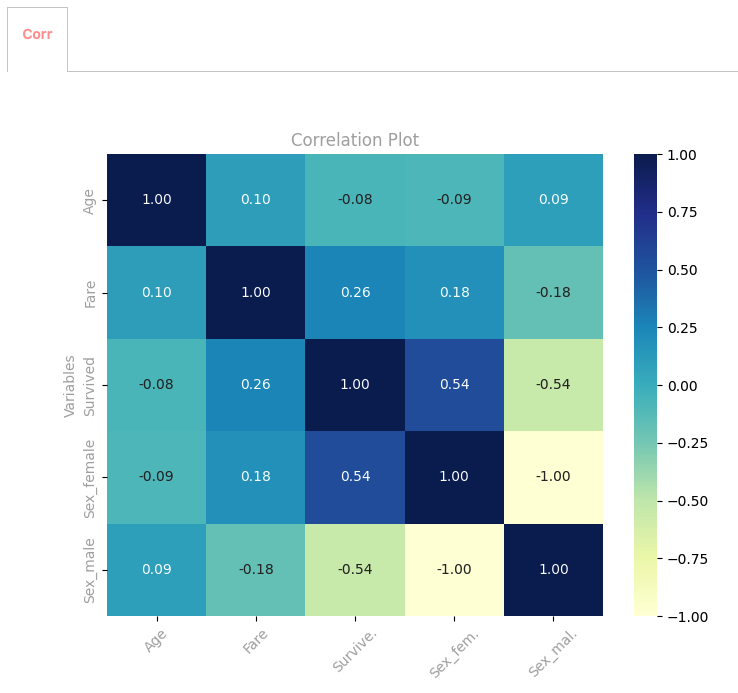 Corr
Correlation Plot
Variables
Age
1.00 0.10 -0.08 -0.09 0.09
Fare
0.10 1.00 0.26 0.18 -0.18
Survived
-0.08 0.26 1.00 0.54 -0.54
Sex_female
-0.09 0.18 0.54 1.00 -1.00
Sex_male
0.09 -0.18 -0.54 -1.00 1.00
Age
Fare
Survive.
Sex_fem.
Sex_mal.
1.00
0.75
0.50
0.25
0.00
−0.25
−0.50
−0.75
−1.00